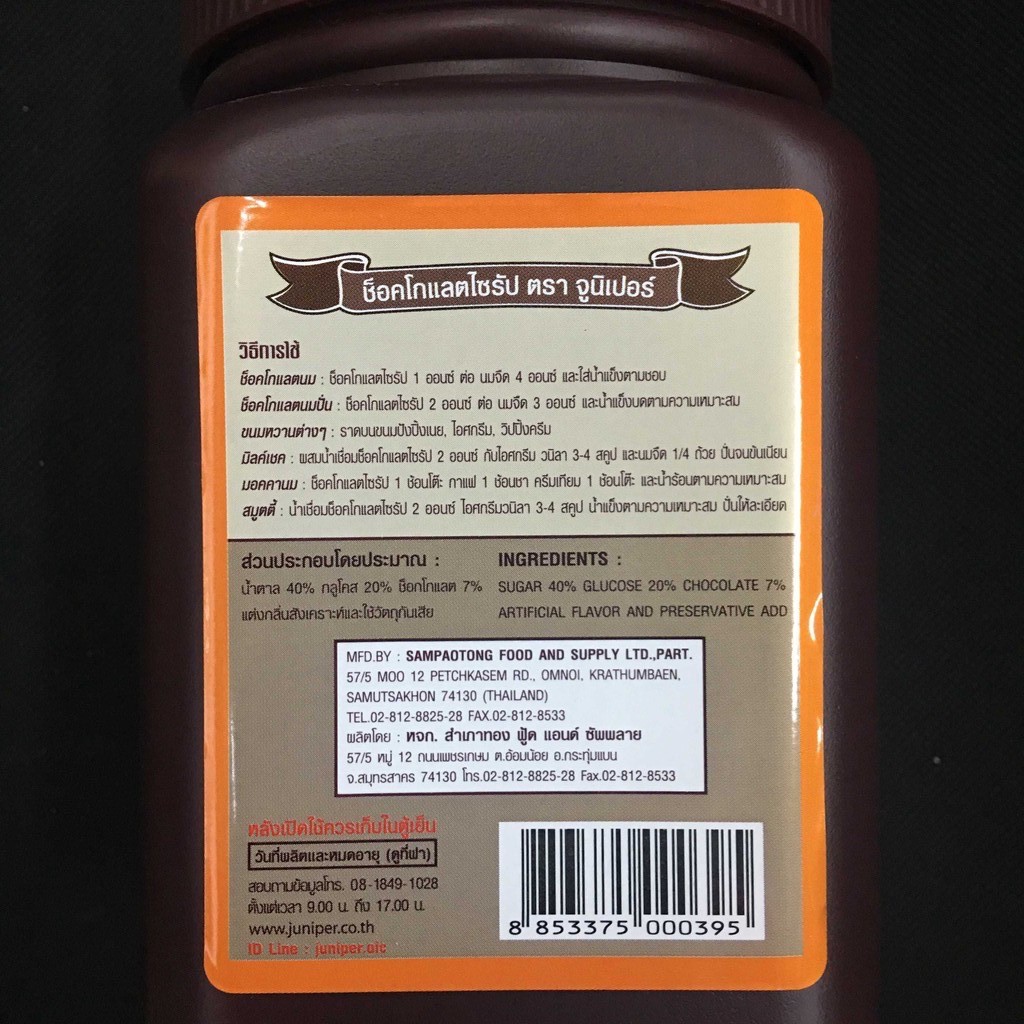 ช็อคโกแลตไซรัป ตรา จูนิเปอร์
วิธีการใช้
ช็อคโกแลตนม : ช็อคโกแลตไซรัป 1 ออนซ์ ต่อ นมจืด 4 ออนซ์ และใส่น้ำแข็งตามชอบ
ช็อคโกแลตนมปั่น : ช็อคโกแลตไซรัป 2 ออนซ์ ต่อ นมจืด 3 ออนซ์ และน้ำแข็งบดตามความเหมาะสม
ขนมหวานต่างๆ : ราดบนขนมปังปิ้งเนย, ไอศกรีม, วิปปิ้งครีม
มิลค์เชค : ผสมน้ำเชื่อมช็อคโกแลตไซรัป 2 ออนซ์ กับไอศกรีม วนิลา 3-4 สคูป และนมจืด 1/4 ถ้วย ปั่นจนข้นเนียน
มอคคานม : ช็อคโกแลตไซรัป 1 ช้อนโต๊ะ กาแฟ 1 ช้อนชา ครีมเทียม 1 ช้อนโต๊ะ และน้ำร้อนตามความเหมาะสม
สมูตตี้ : น้ำเชื่อมช็อคโกแลตไซรัป 2 ออนซ์ ไอศกรีมวนิลา 3-4 สคูป น้ำแข็งตามความเหมาะสม ปั่นให้ละเอียด
ส่วนประกอบโดยประมาณ :
น้ำตาล 40% กลูโคส 20% ช็อกโกแลต 7%
แต่งกลิ่นสังเคราะห์และใช้วัตถุกันเสีย
INGREDIENTS :
SUGAR 40% GLUCOSE 20% CHOCOLATE 7%
ARTIFICIAL FLAVOR AND PRESERVATIVE ADD
MFD.BY : SAMPAOTONG FOOD AND SUPPLY LTD.,PART.
57/5 MOO 12 PETCHKASEM RD., OMNOI, KRATHUMBAEN,
SAMUTSAKHON 74130 (THAILAND)
TEL.02-812-8825-28 FAX.02-812-8533
ผลิตโดย : หจก. สำเภาทอง ฟู้ด แอนด์ ซัพพลาย
57/5 หมู่ 12 ถนนเพชรเกษม ต.อ้อมน้อย อ.กระทุ่มแบน
จ.สมุทรสาคร 74130 โทร.02-812-8825-28 Fax.02-812-8533
หลังเปิดใช้ควรเก็บในตู้เย็น
วันที่ผลิตและหมดอายุ (ดูที่ฝา)
สอบถามข้อมูลโทร. 08-1849-1028
ตั้งแต่เวลา 9.00 น. ถึง 17.00 น.
www.juniper.co.th
ID Line : juniper.oic
8 853375 000395